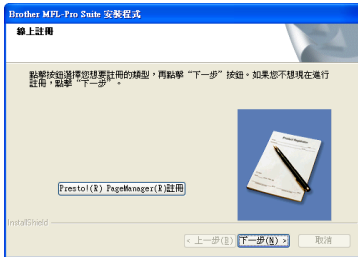 Brother MFL-Pro Suite 安裝程式
線上註冊
點擊按鈕選擇您想要註冊的類型，再點擊“下一步”按鈕。如果您不想現在進行
註冊，點擊“下一步”。
Presto!(R) PageManager(R)註冊
InstallShield
< 上一步(B)
下一步(N) >
取消